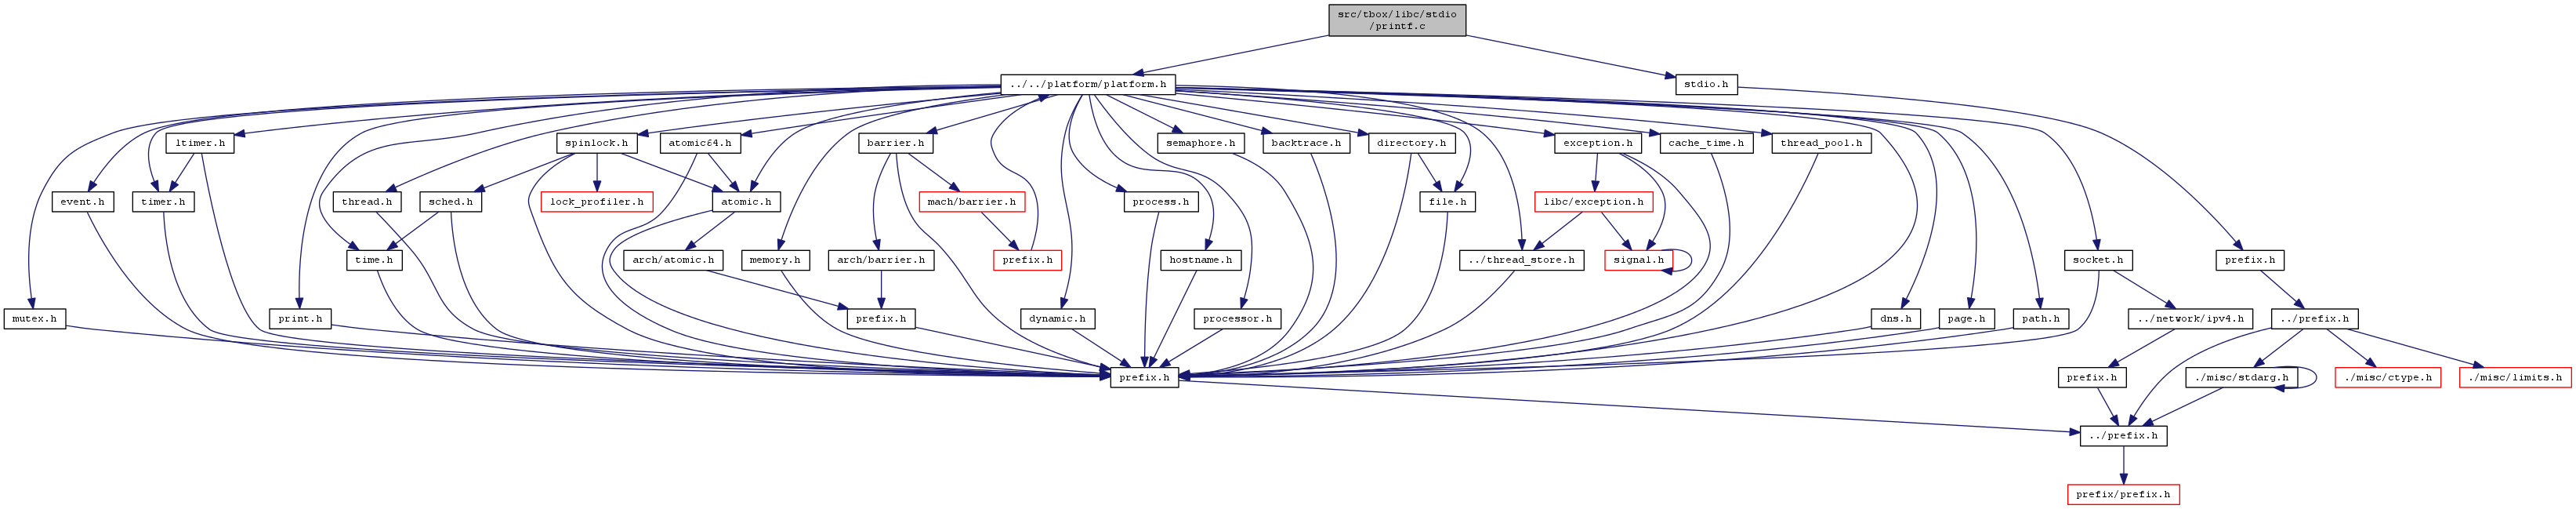 src/tbox/libc/stdio
/printf.c
../../platform/platform.h
stdio.h
ltimer.h
spinlock.h
atomic64.h
barrier.h
semaphore.h
backtrace.h
directory.h
exception.h
cache_time.h
thread_pool.h
event.h
timer.h
thread.h
sched.h
lock_profiler.h
atomic.h
mach/barrier.h
process.h
file.h
libc/exception.h
time.h
arch/atomic.h
memory.h
arch/barrier.h
prefix.h
hostname.h
../thread_store.h
signal.h
socket.h
prefix.h
mutex.h
print.h
prefix.h
dynamic.h
processor.h
dns.h
page.h
path.h
../network/ipv4.h
../prefix.h
prefix.h
prefix.h
./misc/stdarg.h
./misc/ctype.h
./misc/limits.h
../prefix.h
prefix/prefix.h